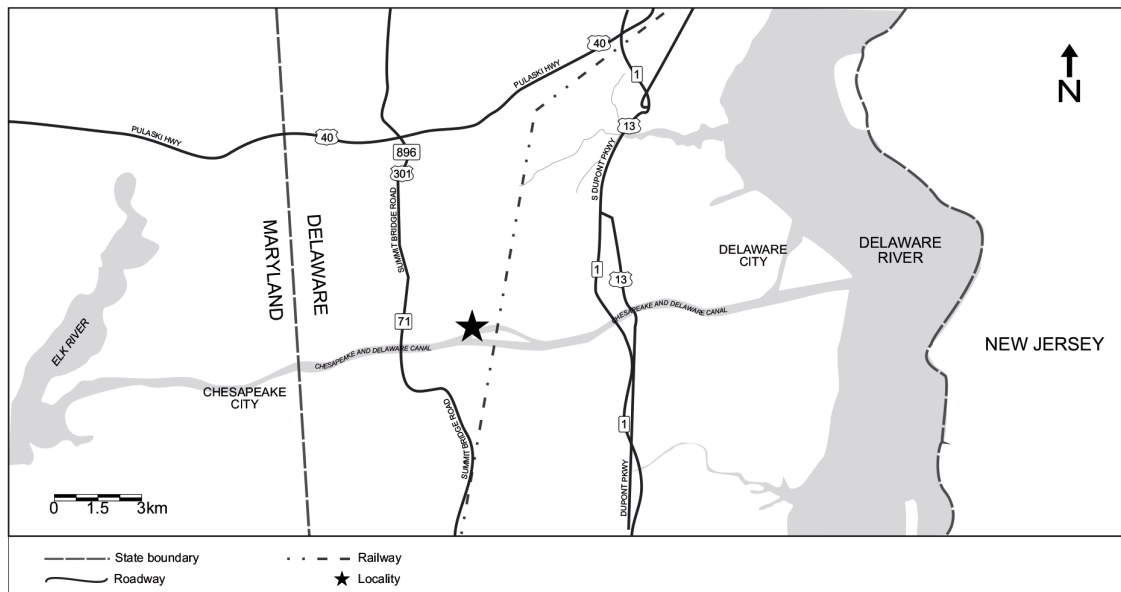 40
PULASKI HWY
1
N
PULASKI HWY
40
13
896
301
S DUPONT PKWY
SUMMIT BRIDGE ROAD
MARYLAND
DELAWARE
DELAWARE
CITY
DELAWARE
RIVER
1
13
CHESAPEAKE AND DELAWARE CANAL
71
ELK RIVER
CHESAPEAKE AND DELAWARE CANAL
NEW JERSEY
CHESAPEAKE
CITY
SUMMIT BRIDGE ROAD
1
DUPONT PKWY
0 1.5 3km
State boundary
Railway
Roadway
Locality